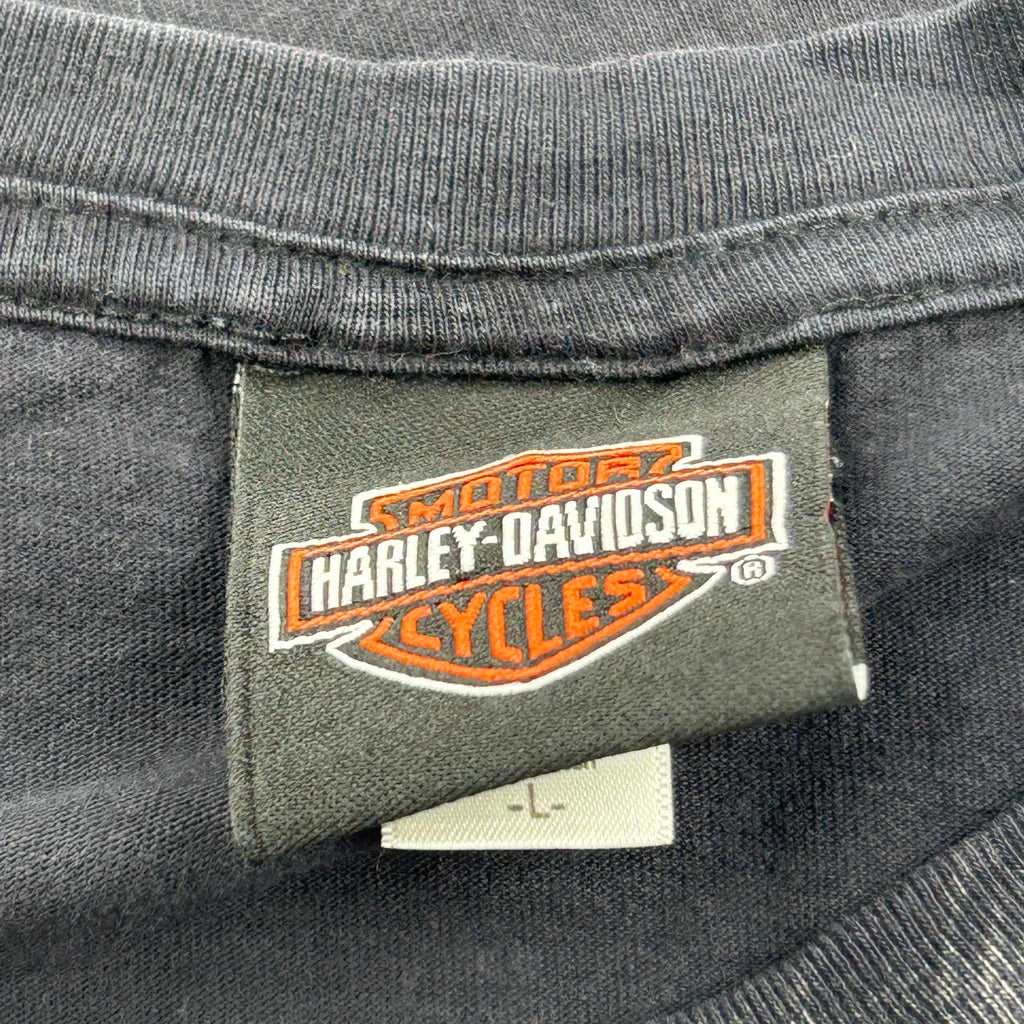 MOTOR
HARLEY-DAVIDSON
®
CYCLES
-L-